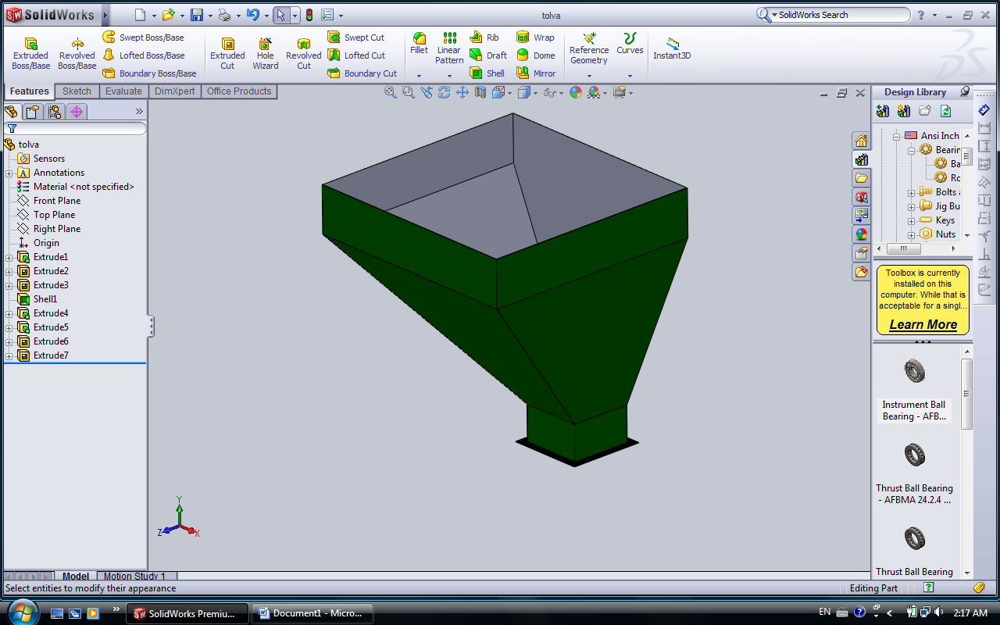 SolidWorks
tolva
SolidWorks Search
Extruded Boss/Base
Revolved Boss/Base
Swept Boss/Base
Lofted Boss/Base
Boundary Boss/Base
Extruded Cut
Hole Wizard
Revolved Cut
Swept Cut
Lofted Cut
Boundary Cut
Fillet
Linear Pattern
Rib
Draft
Shell
Wrap
Dome
Mirror
Reference Geometry
Curves
Instant3D
Features
Sketch
Evaluate
DimXpert
Office Products
tolva
Sensors
Annotations
Material <not specified>
Front Plane
Top Plane
Right Plane
Origin
Extrude1
Extrude2
Extrude3
Shell1
Extrude4
Extrude5
Extrude6
Extrude7
Y
Z
X
Design Library
Ansi Inch
Bearin
Ba
Ro
Bolts a
Jig Bu
Keys
Nuts
Toolbox is currently
installed on this
computer. While that is
acceptable for a singl...
Learn More
Instrument Ball
Bearing - AFB...
Thrust Ball Bearing
- AFBMA 24.2.4 ...
Thrust Ball Bearing
Model
Motion Study 1
Select entities to modify their appearance
Editing Part
SolidWorks Premiu...
Document1 - Micro...
EN
2:17 AM